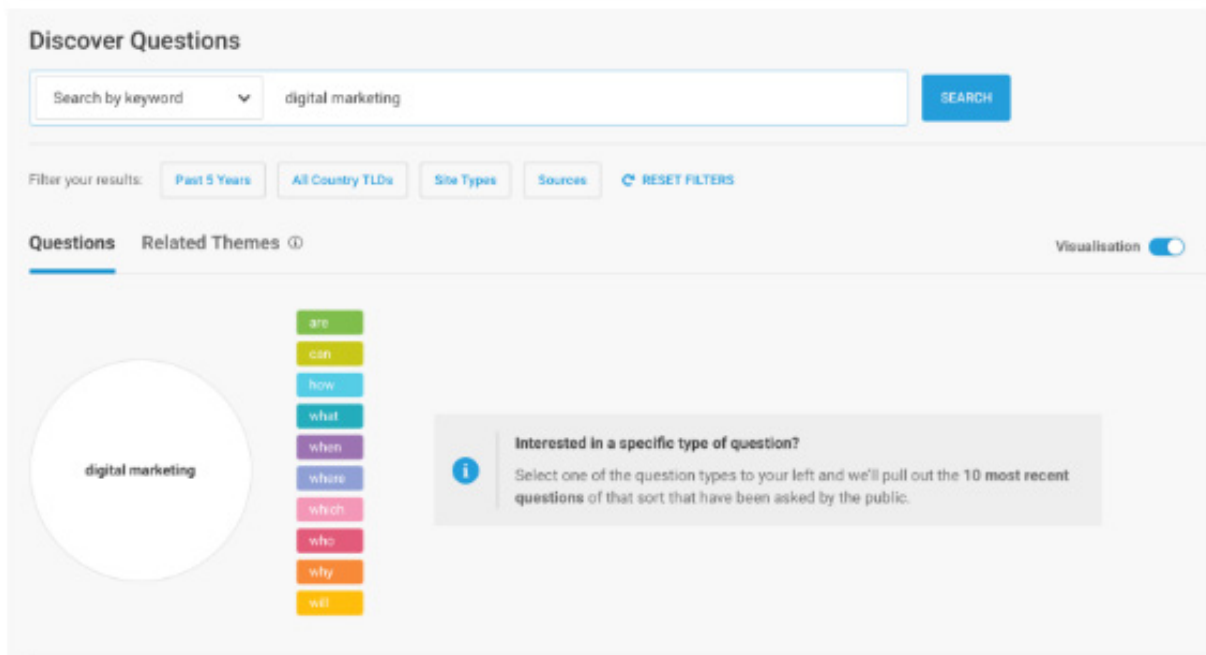 Discover Questions
Search by keyword digital marketing SEARCH
Filter your results: Past 5 Years All Country TLDs Site Types Sources RESET FILTERS
Questions Related Themes Visualisation
are
can
how
what
when
where
which
who
why
will
digital marketing
Interested in a specific type of question?
Select one of the question types to your left and we'll pull out the 10 most recent
questions of that sort that have been asked by the public.